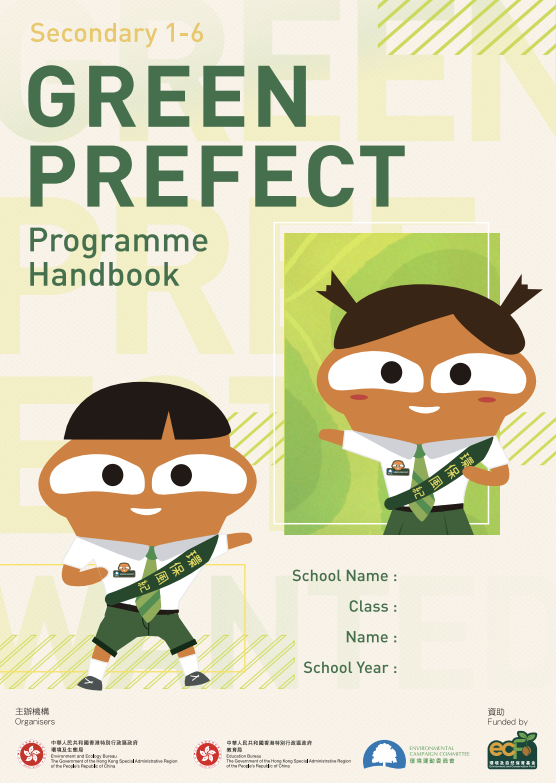 Secondary 1-6
GREEN
PREFECT
Programme
Handbook
環保風紀
環保風紀
School Name :
Class :
Name :
School Year :
主辦機構
Organisers
資助
Funded by
中華人民共和國香港特別行政區政府
環境及生態局
Environment and Ecology Bureau
The Government of the Hong Kong Special Administrative Region
of the People's Republic of China
中華人民共和國香港特別行政區政府
教育局
Education Bureau
The Government of the Hong Kong Special Administrative Region
of the People's Republic of China
ENVIRONMENTAL
CAMPAIGN COMMITTEE
環境運動委員會
ecf
環境及自然保育基金
GREEN
PREFECT
WANTED